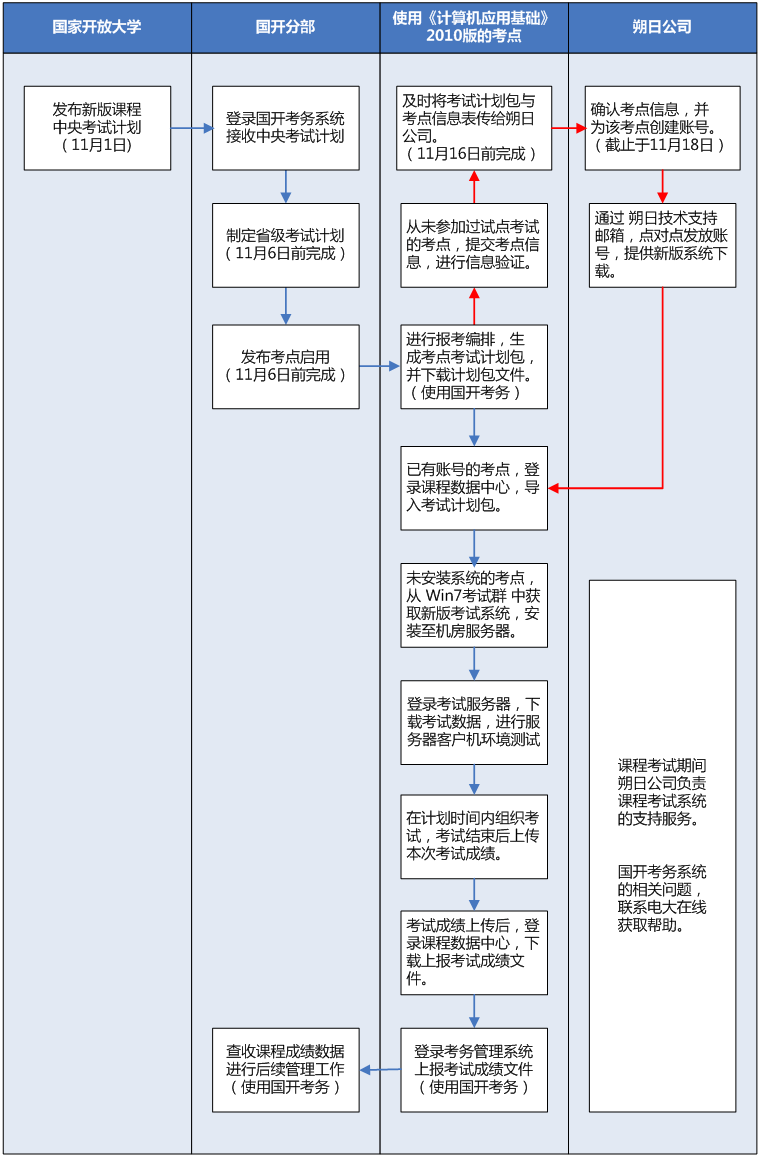 国家开放大学
国开分部
使用《计算机应用基础》
2010版的考点
朔日公司
发布新版课程
中央考试计划
（11月1日）
登录国开考务系统
接收中央考试计划
及时将考试计划包与
考点信息表传给朔日
公司。
（11月16日前完成）
确认考点信息，并
为该考点创建账号。
（截止于11月18日）
制定省级考试计划
（11月6日前完成）
从未参加过试点考试
的考点，提交考点信
息，进行信息验证。
通过 朔日技术支持
邮箱，点对点发放账
号，提供新版系统下
载。
发布考点启用
（11月6日前完成）
进行报考编排，生
成考点考试计划包，
并下载计划包文件。
（使用国开考务）
已有账号的考点，登
录课程数据中心，导
入考试计划包。
未安装系统的考点，
从 Win7考试群 中获
取新版考试系统，安
装至机房服务器。
登录考试服务器，下
载考试数据，进行服
务器客户机环境测试
在计划时间内组织考
试，考试结束后上传
本次考试成绩。
考试成绩上传后，登
录课程数据中心，下
载上报考试成绩文
件。
登录考务管理系统
上报考试成绩文件
（使用国开考务）
查收课程成绩数据
进行后续管理工作
（使用国开考务）
课程考试期间
朔日公司负责
课程考试系统
的支持服务。
国开考务系统
的相关问题，
联系电大在线
获取帮助。